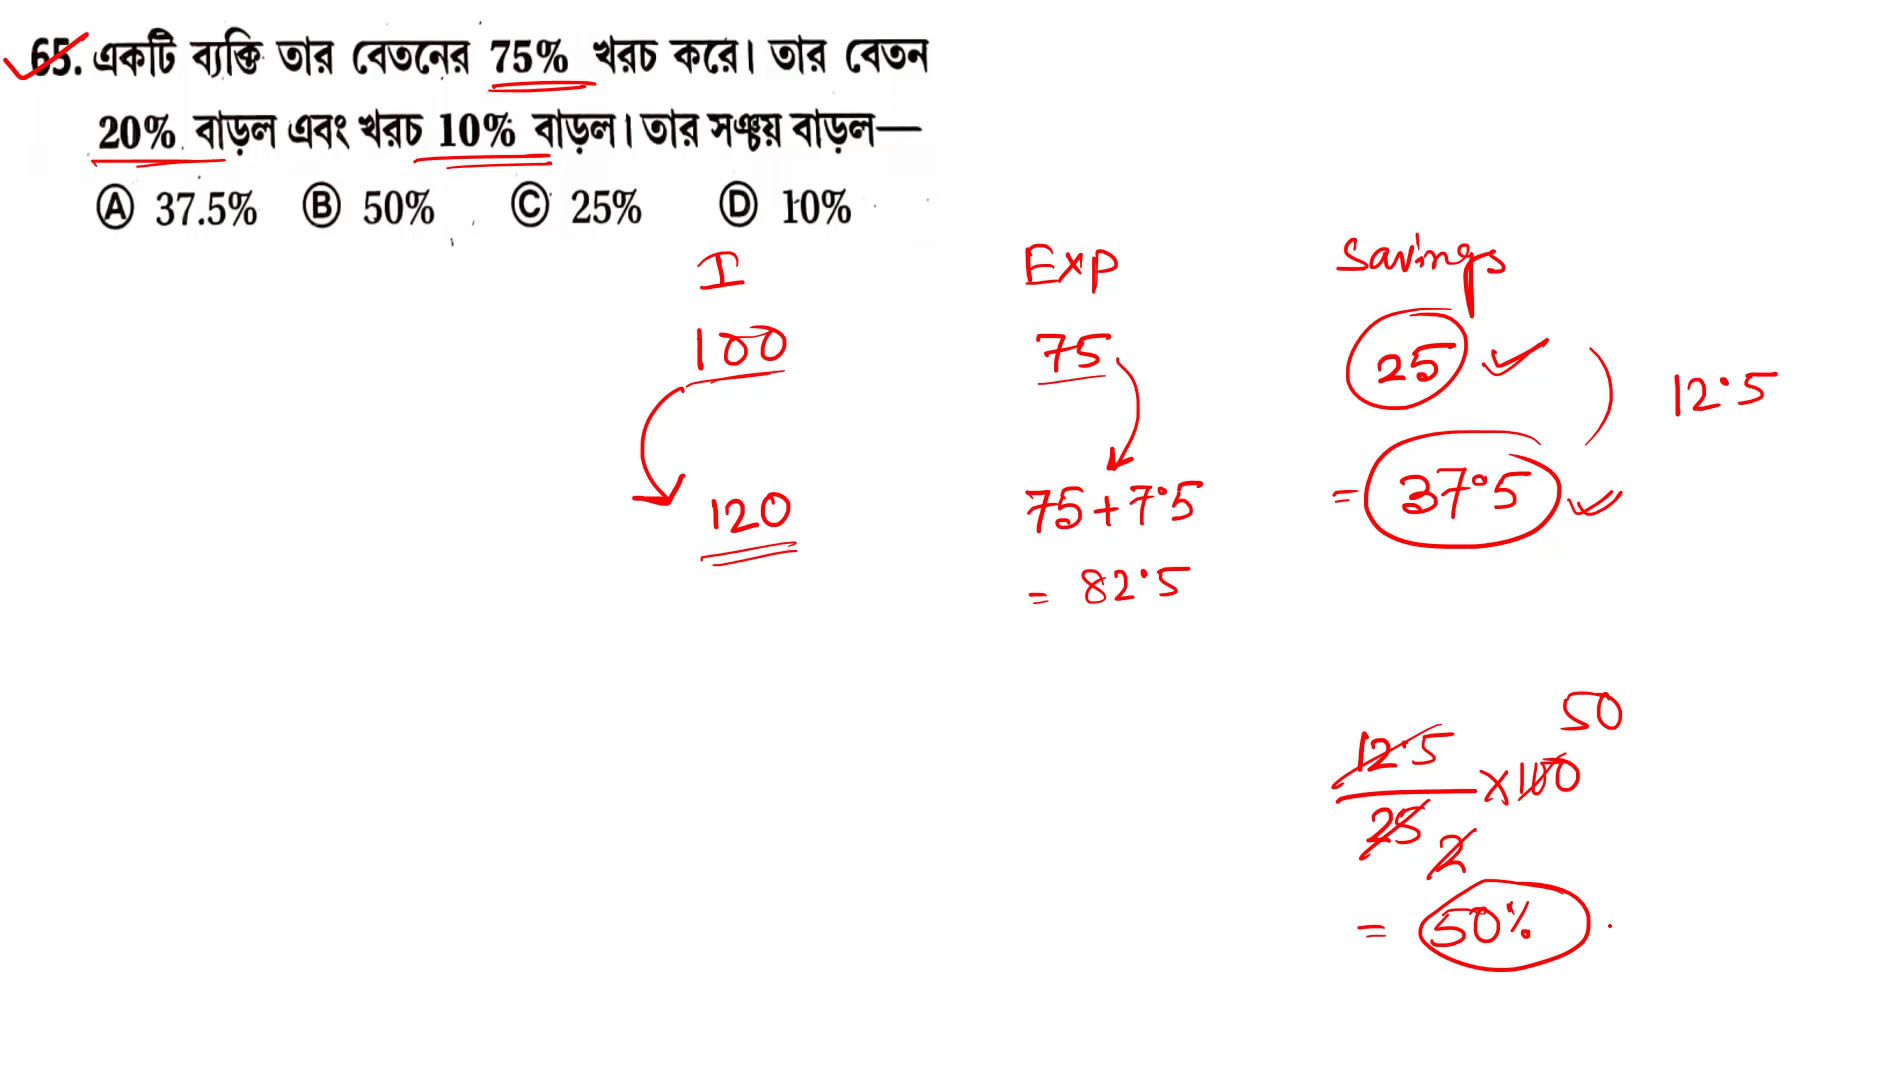 65. একটি ব্যক্তি তার বেতনের 75% খরচ করে। তার বেতন
20% বাড়ল এবং খরচ 10% বাড়ল। তার সঞ্চয় বাড়ল—
Ⓐ 37.5% Ⓑ 50% Ⓒ 25% Ⓓ 10%
I Exp Savings
100 75 25
12.5
120 75+7.5 = 37.5
= 82.5
50
12.5
×100
25 2
= 50%